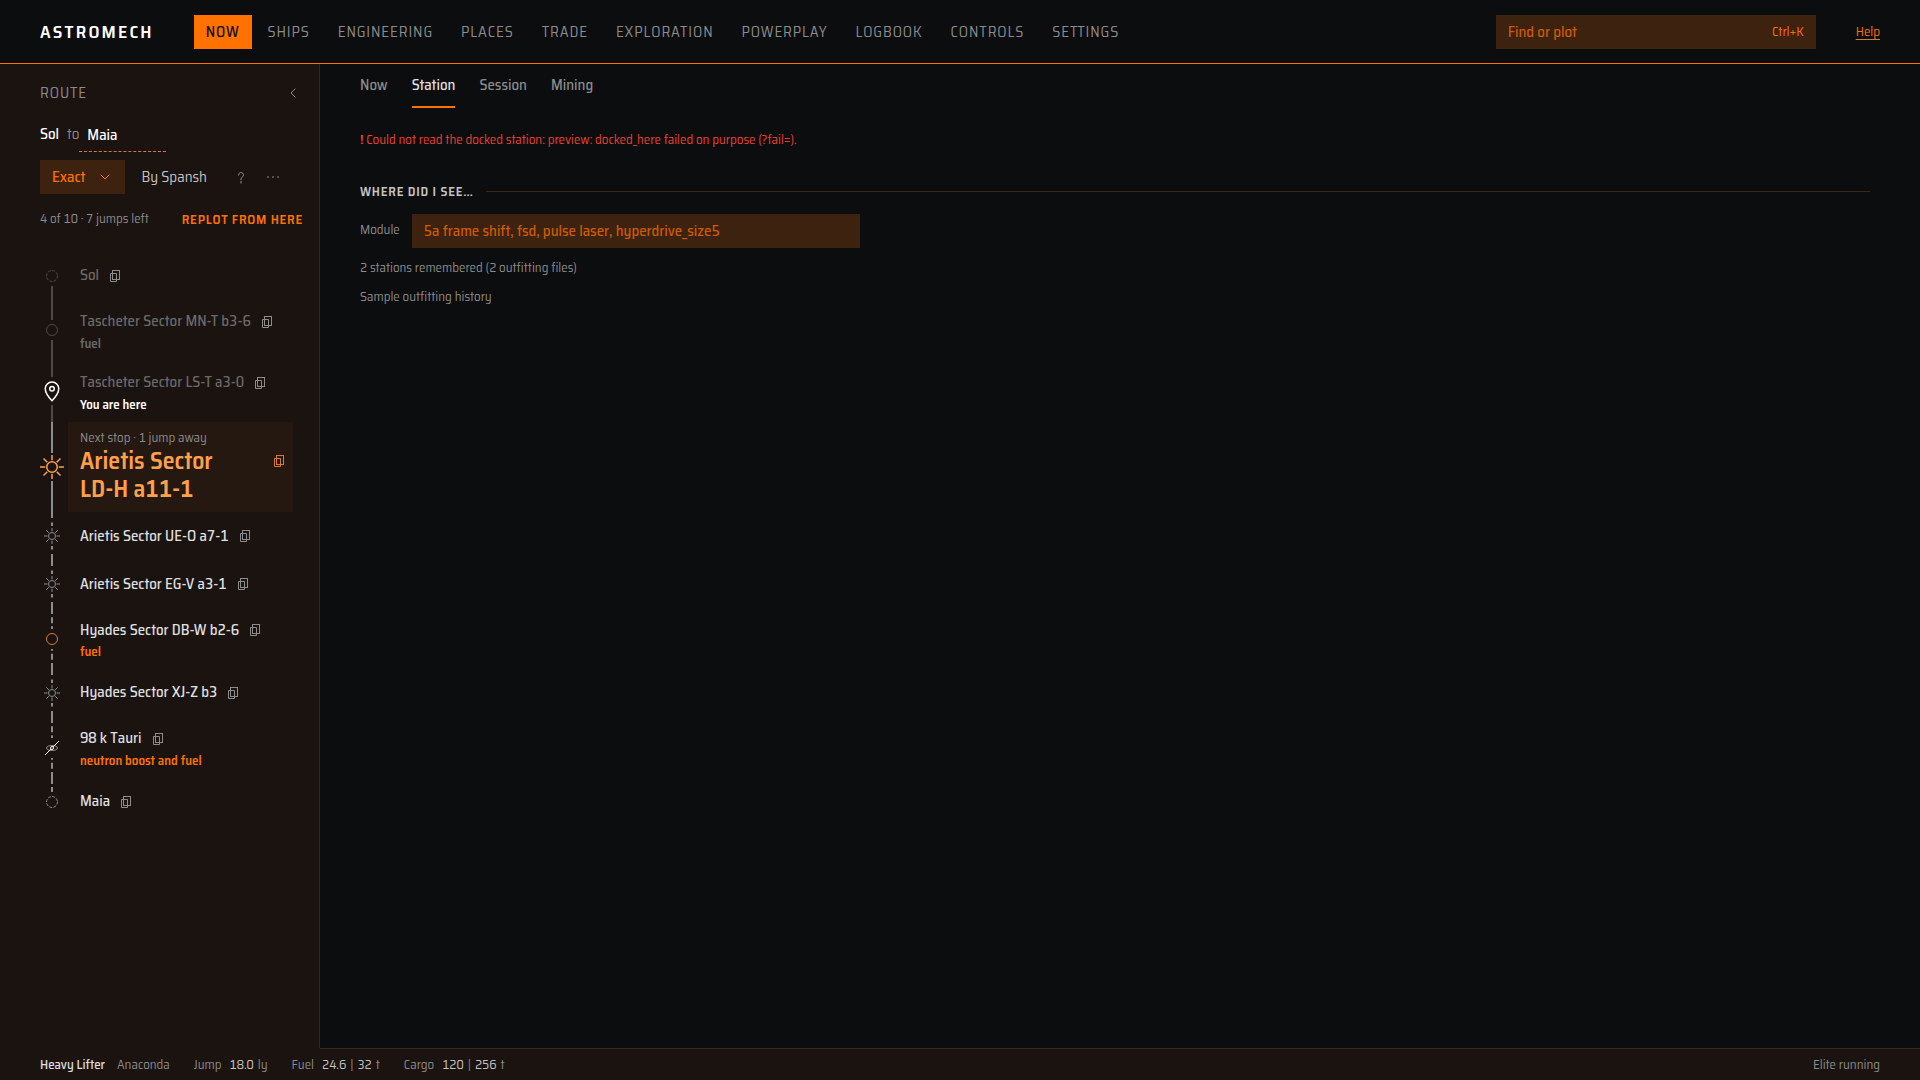 ASTROMECH
NOW SHIPS ENGINEERING PLACES TRADE EXPLORATION POWERPLAY LOGBOOK CONTROLS SETTINGS
Find or plot Ctrl+K
Help
ROUTE
Sol to Maia
Exact By Spansh ? ...
4 of 10 · 7 jumps left REPLOT FROM HERE
Sol
Tascheter Sector MN-T b3-6
fuel
Tascheter Sector LS-T a3-0
You are here
Next stop · 1 jump away
Arietis Sector
LD-H a11-1
Arietis Sector UE-O a7-1
Arietis Sector EG-V a3-1
Hyades Sector DB-W b2-6
fuel
Hyades Sector XJ-Z b3
98 k Tauri
neutron boost and fuel
Maia
Now Station Session Mining
! Could not read the docked station: preview: docked_here failed on purpose (?fail=).
WHERE DID I SEE...
Module 5a frame shift, fsd, pulse laser, hyperdrive_size5
2 stations remembered (2 outfitting files)
Sample outfitting history
Heavy Lifter Anaconda Jump 18.0 ly Fuel 24.6 | 32 t Cargo 120 | 256 t
Elite running